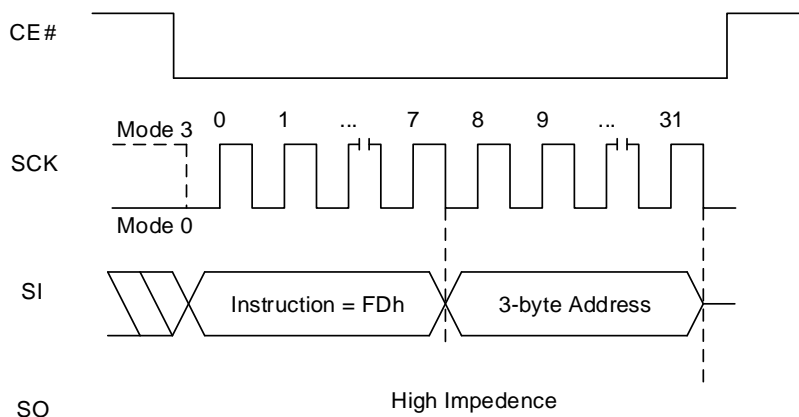 CE#
0 1 ... 7 8 9 ... 31
Mode 3
SCK
Mode 0
SI
Instruction = FDh
3-byte Address
High Impedence
SO